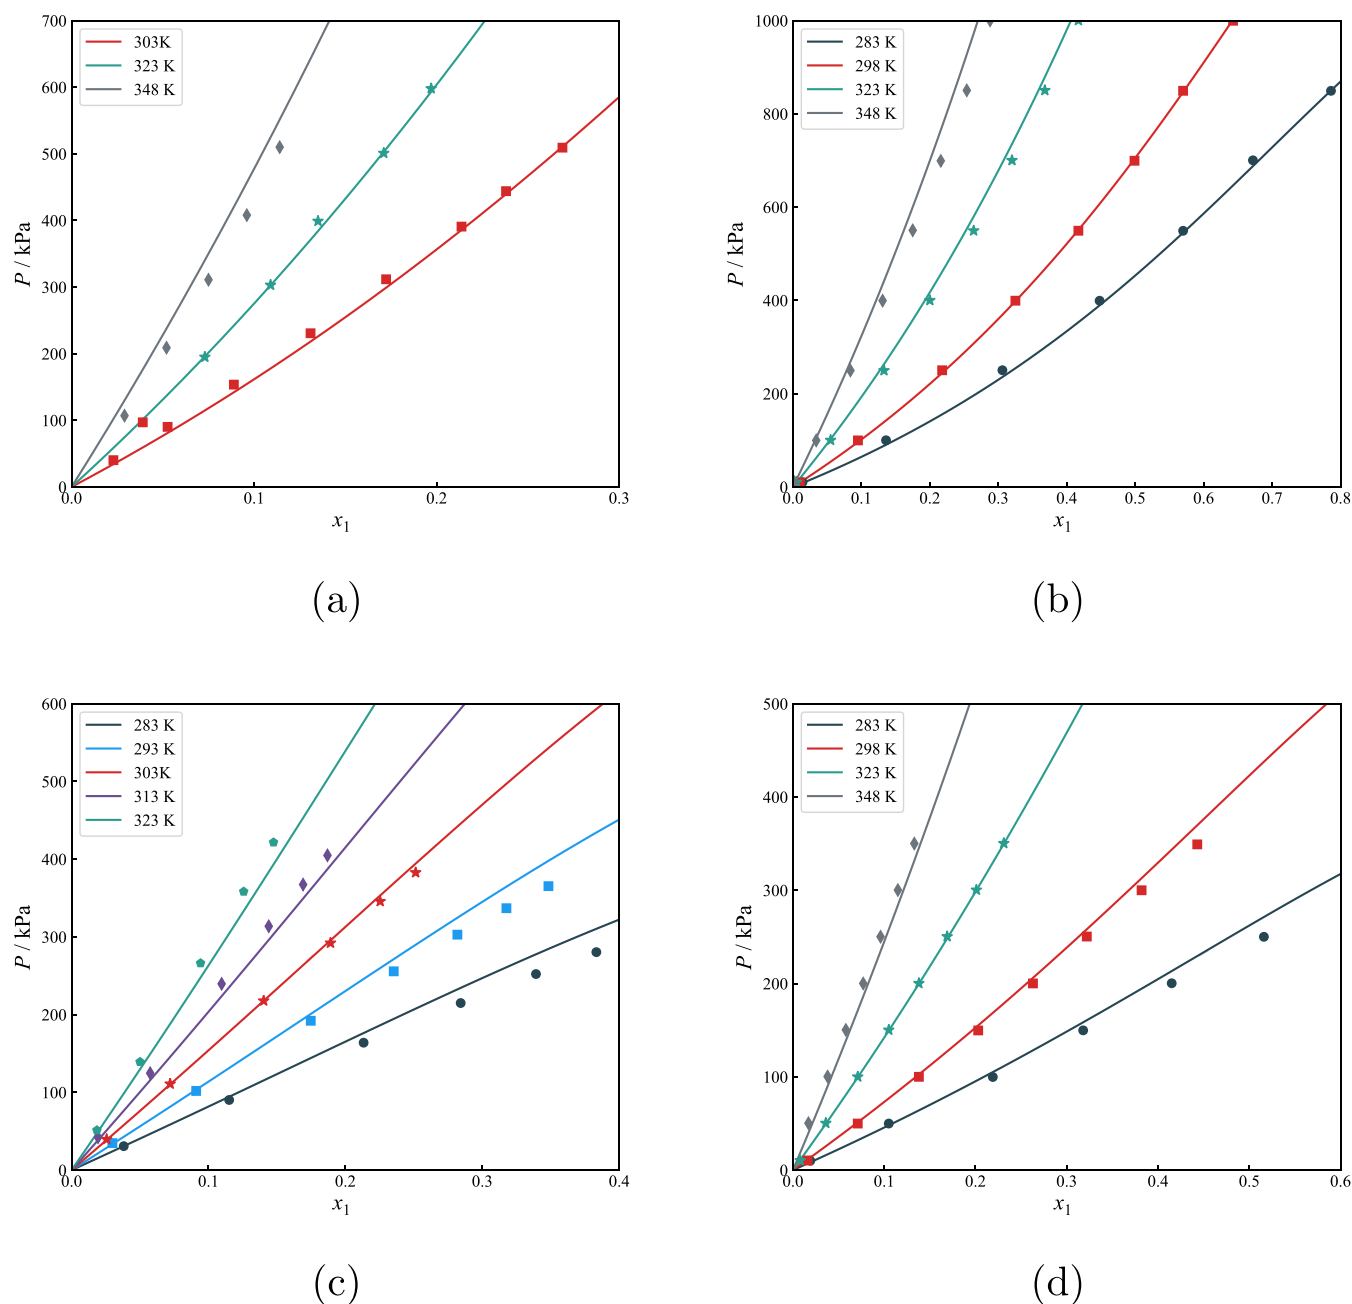 700
600
500
400
300
200
100
0
P / kPa
303K
323 K
348 K
0.0 0.1 0.2 0.3
x₁
(a)
1000
800
600
400
200
0
P / kPa
283 K
298 K
323 K
348 K
0.0 0.1 0.2 0.3 0.4 0.5 0.6 0.7 0.8
x₁
(b)
600
500
400
300
200
100
0
P / kPa
283 K
293 K
303K
313 K
323 K
0.0 0.1 0.2 0.3 0.4
x₁
(c)
500
400
300
200
100
0
P / kPa
283 K
298 K
323 K
348 K
0.0 0.1 0.2 0.3 0.4 0.5 0.6
x₁
(d)